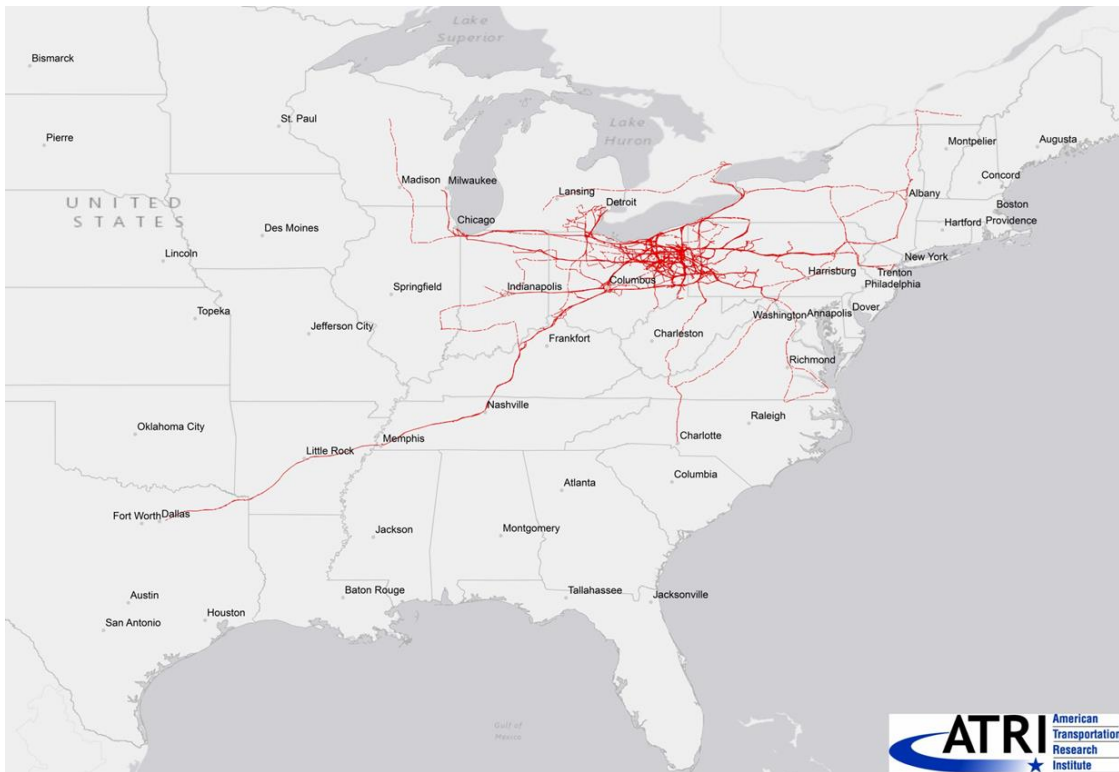 Lake
Superior
Bismarck
St. Paul
Pierre
Lake
Huron
Montpelier
Augusta
Madison
Milwaukee
Lansing
Detroit
Albany
Concord
Boston
UNITED
STATES
Chicago
Hartford
Providence
Des Moines
New York
Lincoln
Harrisburg
Trenton
Philadelphia
Columbus
Indianapolis
Springfield
Topeka
Jefferson City
Washington
Annapolis
Dover
Charleston
Frankfort
Richmond
Nashville
Raleigh
Oklahoma City
Memphis
Charlotte
Little Rock
Columbia
Atlanta
Fort Worth
Dallas
Jackson
Montgomery
Austin
Baton Rouge
Tallahassee
Jacksonville
Houston
San Antonio
Gulf of
Mexico
ATRI
American
Transportation
Research
Institute